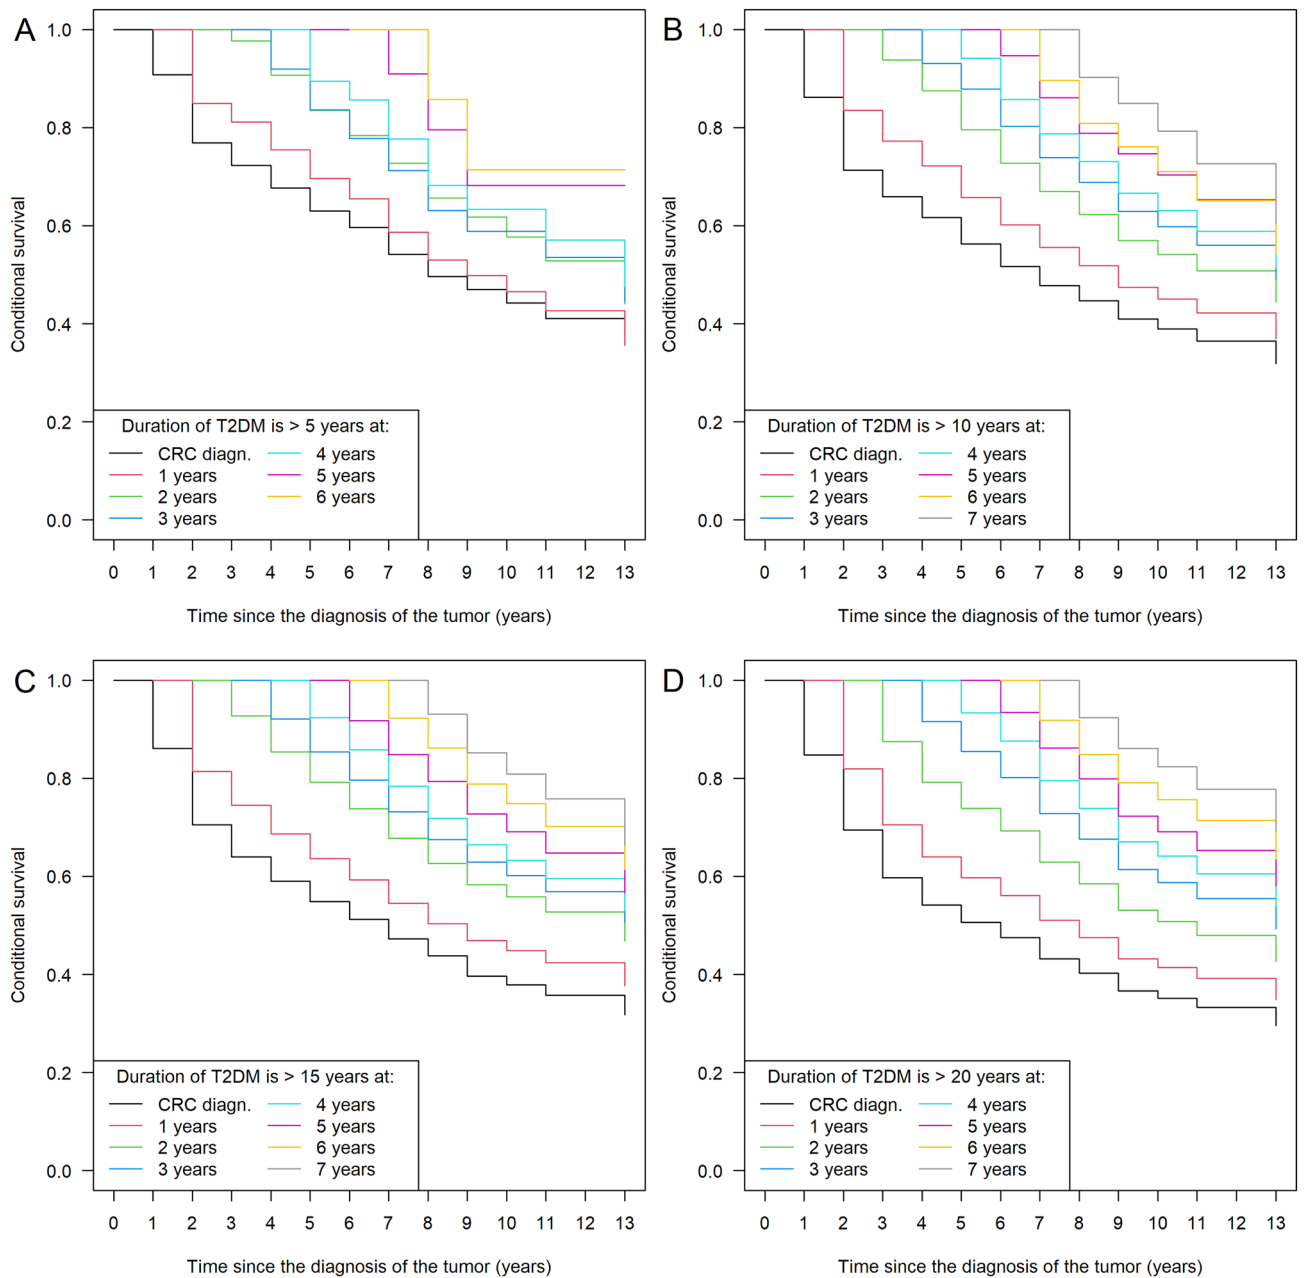 A
1.0
0.8
0.6
0.4
0.2
0.0
Conditional survival
Duration of T2DM is > 5 years at:
CRC diagn.
1 years
2 years
3 years
4 years
5 years
6 years
0 1 2 3 4 5 6 7 8 9 10 11 12 13
Time since the diagnosis of the tumor (years)
B
1.0
0.8
0.6
0.4
0.2
0.0
Conditional survival
Duration of T2DM is > 10 years at:
CRC diagn.
1 years
2 years
3 years
4 years
5 years
6 years
7 years
0 1 2 3 4 5 6 7 8 9 10 11 12 13
Time since the diagnosis of the tumor (years)
C
1.0
0.8
0.6
0.4
0.2
0.0
Conditional survival
Duration of T2DM is > 15 years at:
CRC diagn.
1 years
2 years
3 years
4 years
5 years
6 years
7 years
0 1 2 3 4 5 6 7 8 9 10 11 12 13
Time since the diagnosis of the tumor (years)
D
1.0
0.8
0.6
0.4
0.2
0.0
Conditional survival
Duration of T2DM is > 20 years at:
CRC diagn.
1 years
2 years
3 years
4 years
5 years
6 years
7 years
0 1 2 3 4 5 6 7 8 9 10 11 12 13
Time since the diagnosis of the tumor (years)